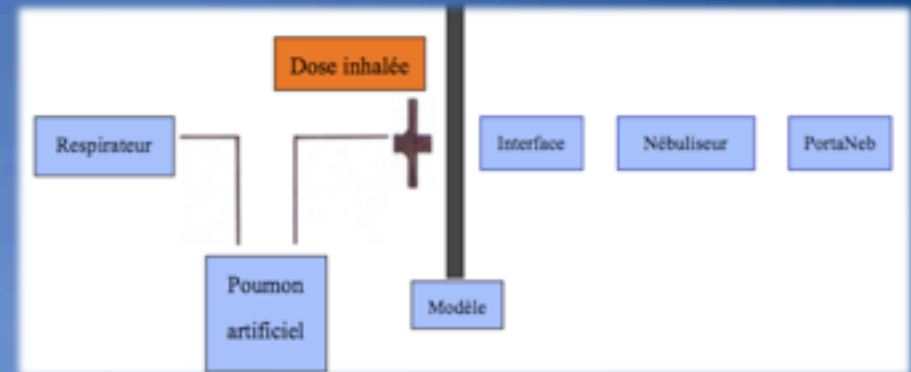 Dose inhalée
Respirateur
Interface
Nébuliseur
PortaNeb
Poumon
artificiel
Modèle